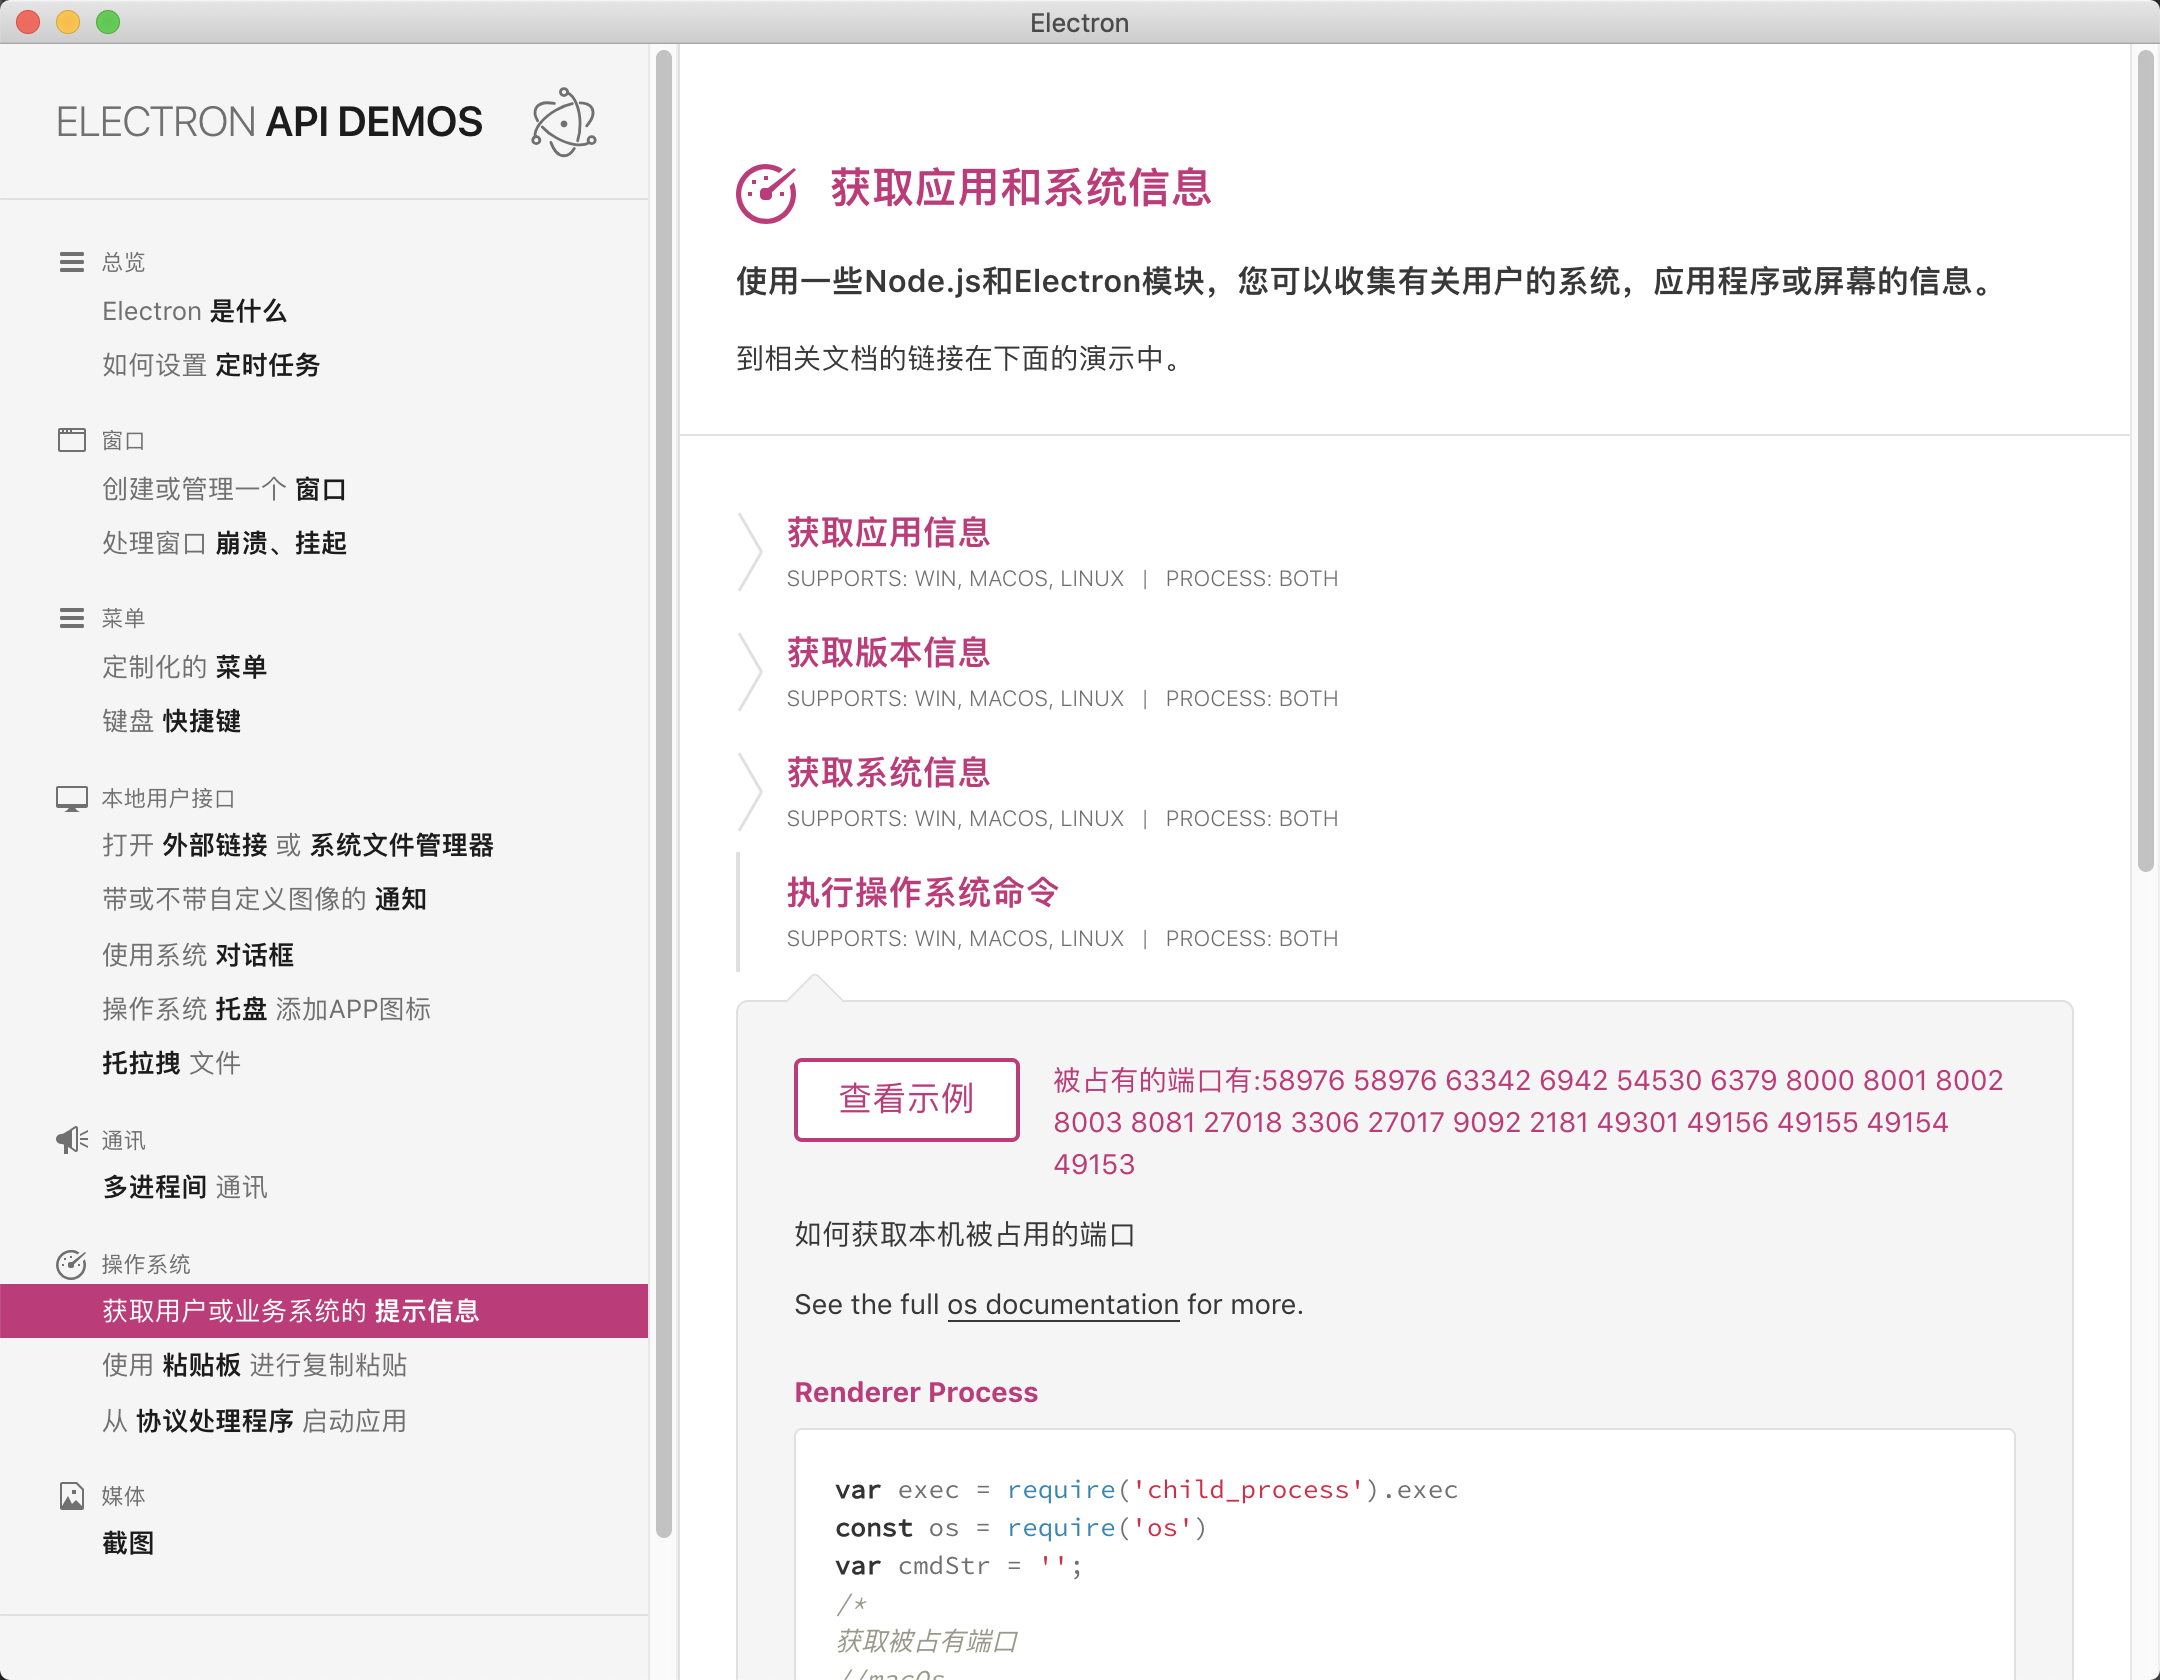 Electron
ELECTRON API DEMOS
总览
Electron 是什么
如何设置 定时任务
窗口
创建或管理一个 窗口
处理窗口 崩溃、挂起
菜单
定制化的 菜单
键盘 快捷键
本地用户接口
打开 外部链接 或 系统文件管理器
带或不带自定义图像的 通知
使用系统 对话框
操作系统 托盘 添加APP图标
托拉拽 文件
通讯
多进程间 通讯
操作系统
获取用户或业务系统的 提示信息
使用 粘贴板 进行复制粘贴
从 协议处理程序 启动应用
媒体
截图
获取应用和系统信息
使用一些Node.js和Electron模块，您可以收集有关用户的系统，应用程序或屏幕的信息。
到相关文档的链接在下面的演示中。
获取应用信息
SUPPORTS: WIN, MACOS, LINUX | PROCESS: BOTH
获取版本信息
SUPPORTS: WIN, MACOS, LINUX | PROCESS: BOTH
获取系统信息
SUPPORTS: WIN, MACOS, LINUX | PROCESS: BOTH
执行操作系统命令
SUPPORTS: WIN, MACOS, LINUX | PROCESS: BOTH
查看示例
被占有的端口有:58976 58976 63342 6942 54530 6379 8000 8001 8002
8003 8081 27018 3306 27017 9092 2181 49301 49156 49155 49154
49153
如何获取本机被占用的端口
See the full os documentation for more.
Renderer Process
var exec = require('child_process').exec
const os = require('os')
var cmdStr = '';
/*
获取被占有端口
//macOs